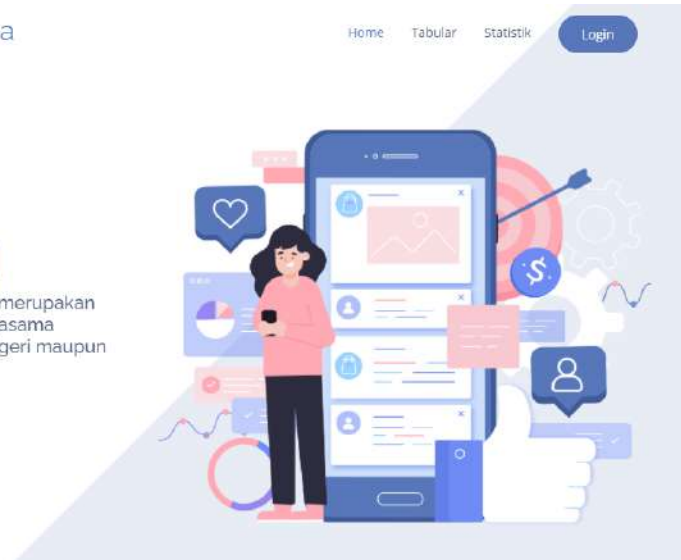 a
Home Tabular Statistik Login
merupakan
asama
geri maupun